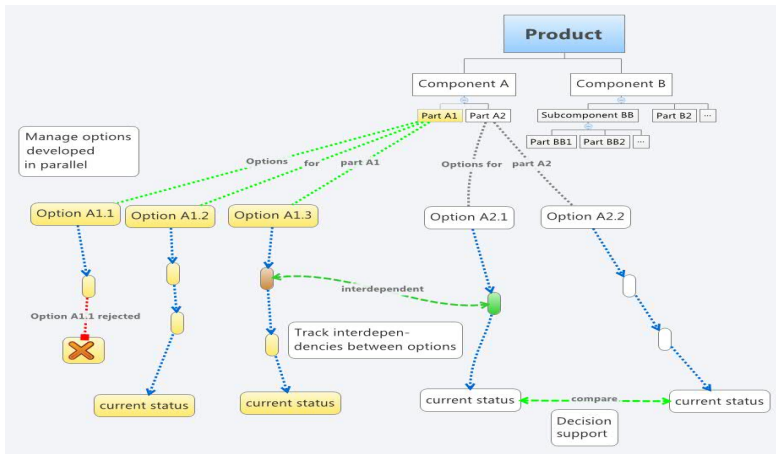 Product
Component A
Component B
Part A1
Part A2
Subcomponent BB
Part B2
...
Part BB1
Part BB2
...
Manage options
developed
in parallel
Options for part A1
Options for part A2
Option A1.1
Option A1.2
Option A1.3
Option A2.1
Option A2.2
interdependent
Option A1.1 rejected
Track interdepen-
dencies between options
current status
current status
current status
compare
current status
Decision
support